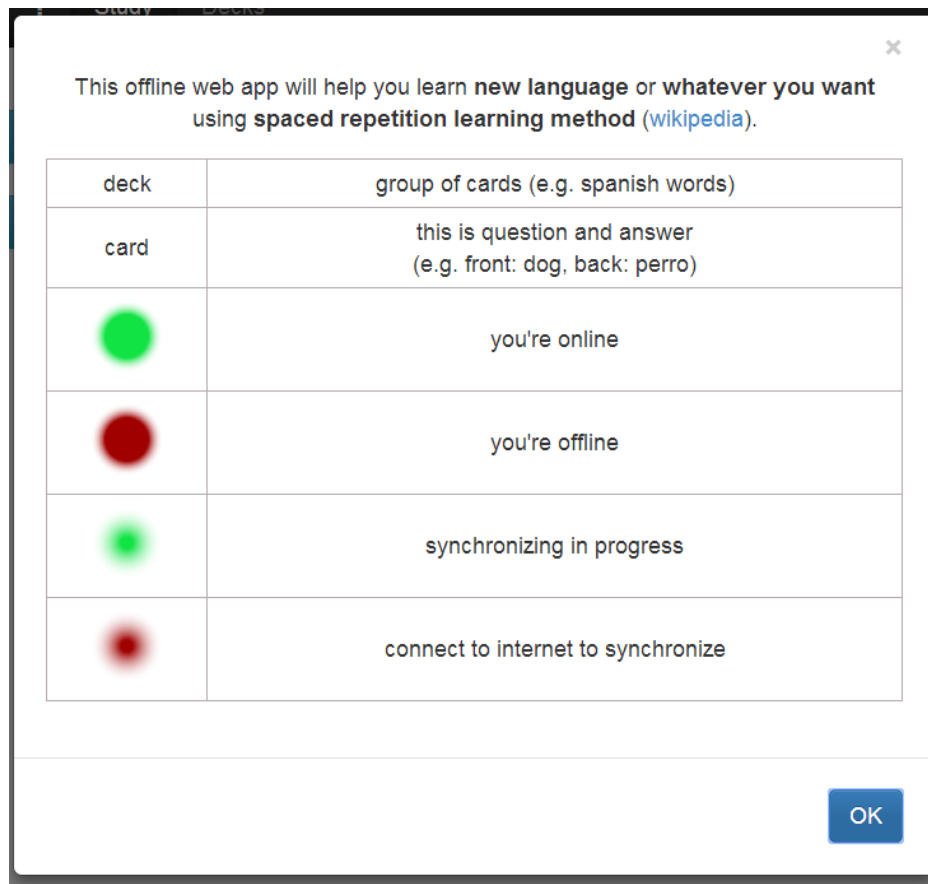 Study Decks
×
This offline web app will help you learn new language or whatever you want
using spaced repetition learning method (wikipedia).
deck group of cards (e.g. spanish words)
card this is question and answer
(e.g. front: dog, back: perro)
you're online
you're offline
synchronizing in progress
connect to internet to synchronize
OK